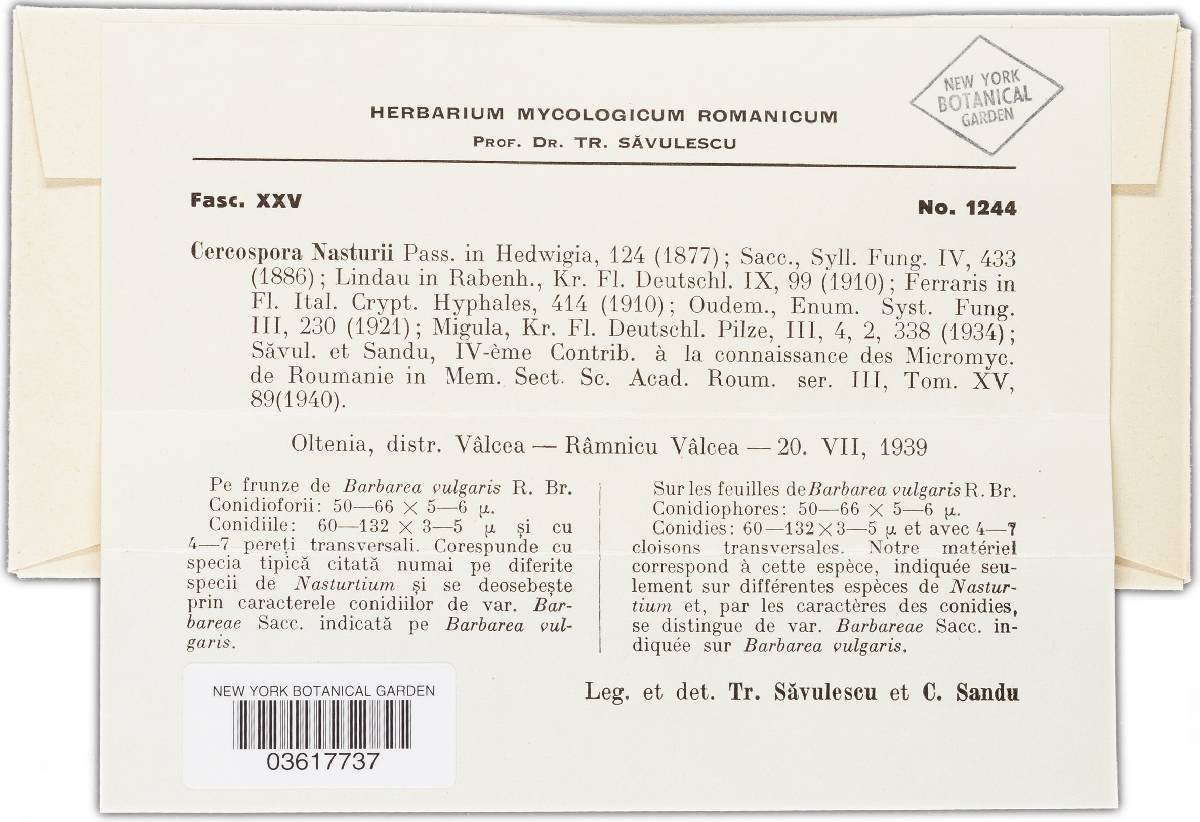 NEW YORK
BOTANICAL
GARDEN
HERBARIUM MYCOLOGICUM ROMANICUM
PROF. DR. TR. SĂVULESCU
Fasc. XXV
No. 1244
Cercospora Nasturii Pass. in Hedwigia, 124 (1877); Sacc., Syll. Fung. IV, 433
(1886); Lindau in Rabenh., Kr. Fl. Deutschl. IX, 99 (1910); Ferraris in
Fl. Ital. Crypt. Hyphales, 414 (1910); Oudem., Enum. Syst. Fung.
III, 230 (1921); Migula, Kr. Fl. Deutschl. Pilze, III, 4, 2, 338 (1934);
Săvul. et Sandu, IV-ème Contrib. à la connaissance des Micromyc.
de Roumanie in Mem. Sect. Sc. Acad. Roum. ser. III, Tom. XV,
89(1940).
Oltenia, distr. Vâlcea — Râmnicu Vâlcea — 20. VII, 1939
Pe frunze de Barbarea vulgaris R. Br.
Conidioforii: 50—66 × 5—6 μ.
Conidiile: 60—132 × 3—5 μ și cu
4—7 pereți transversali. Corespunde cu
specia tipică citată numai pe diferite
specii de Nasturtium și se deosebește
prin caracterele conidiilor de var. Bar-
bareae Sacc. indicată pe Barbarea vul-
garis.
Sur les feuilles de Barbarea vulgaris R. Br.
Conidiophores: 50—66 × 5—6 μ.
Conidies: 60—132×3—5 μ et avec 4—7
cloisons transversales. Notre matériel
correspond à cette espèce, indiquée seu-
lement sur différentes espèces de Nastur-
tium et, par les caractères des conidies,
se distingue de var. Barbareae Sacc. in-
diquée sur Barbarea vulgaris.
Leg. et det. Tr. Săvulescu et C. Sandu
NEW YORK BOTANICAL GARDEN
03617737